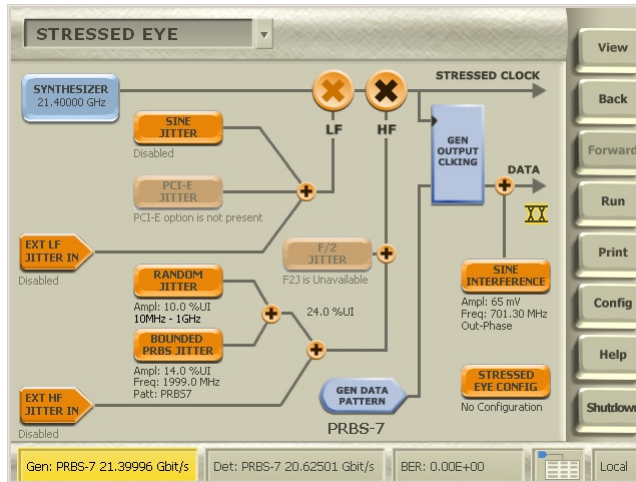 STRESSED EYE
View
SYNTHESIZER
21.40000 GHz
STRESSED CLOCK
Back
SINE
JITTER
Disabled
LF
HF
GEN
OUTPUT
CLKING
Forward
DATA
PCI-E
JITTER
PCI-E option is not present
Run
EXT LF
JITTER IN
Disabled
F/2
JITTER
F2J is Unavailable
Print
RANDOM
JITTER
Ampl: 10.0 %UI
10MHz - 1GHz
24.0 %UI
SINE
INTERFERENCE
Ampl: 65 mV
Freq: 701.30 MHz
Out-Phase
Config
BOUNDED
PRBS JITTER
Ampl: 14.0 %UI
Freq: 1999.0 MHz
Patt: PRBS7
Help
EXT HF
JITTER IN
Disabled
GEN DATA
PATTERN
PRBS-7
STRESSED
EYE CONFIG
No Configuration
Shutdown
Gen: PRBS-7 21.39996 Gbit/s
Det: PRBS-7 20.62501 Gbit/s
BER: 0.00E+00
Local